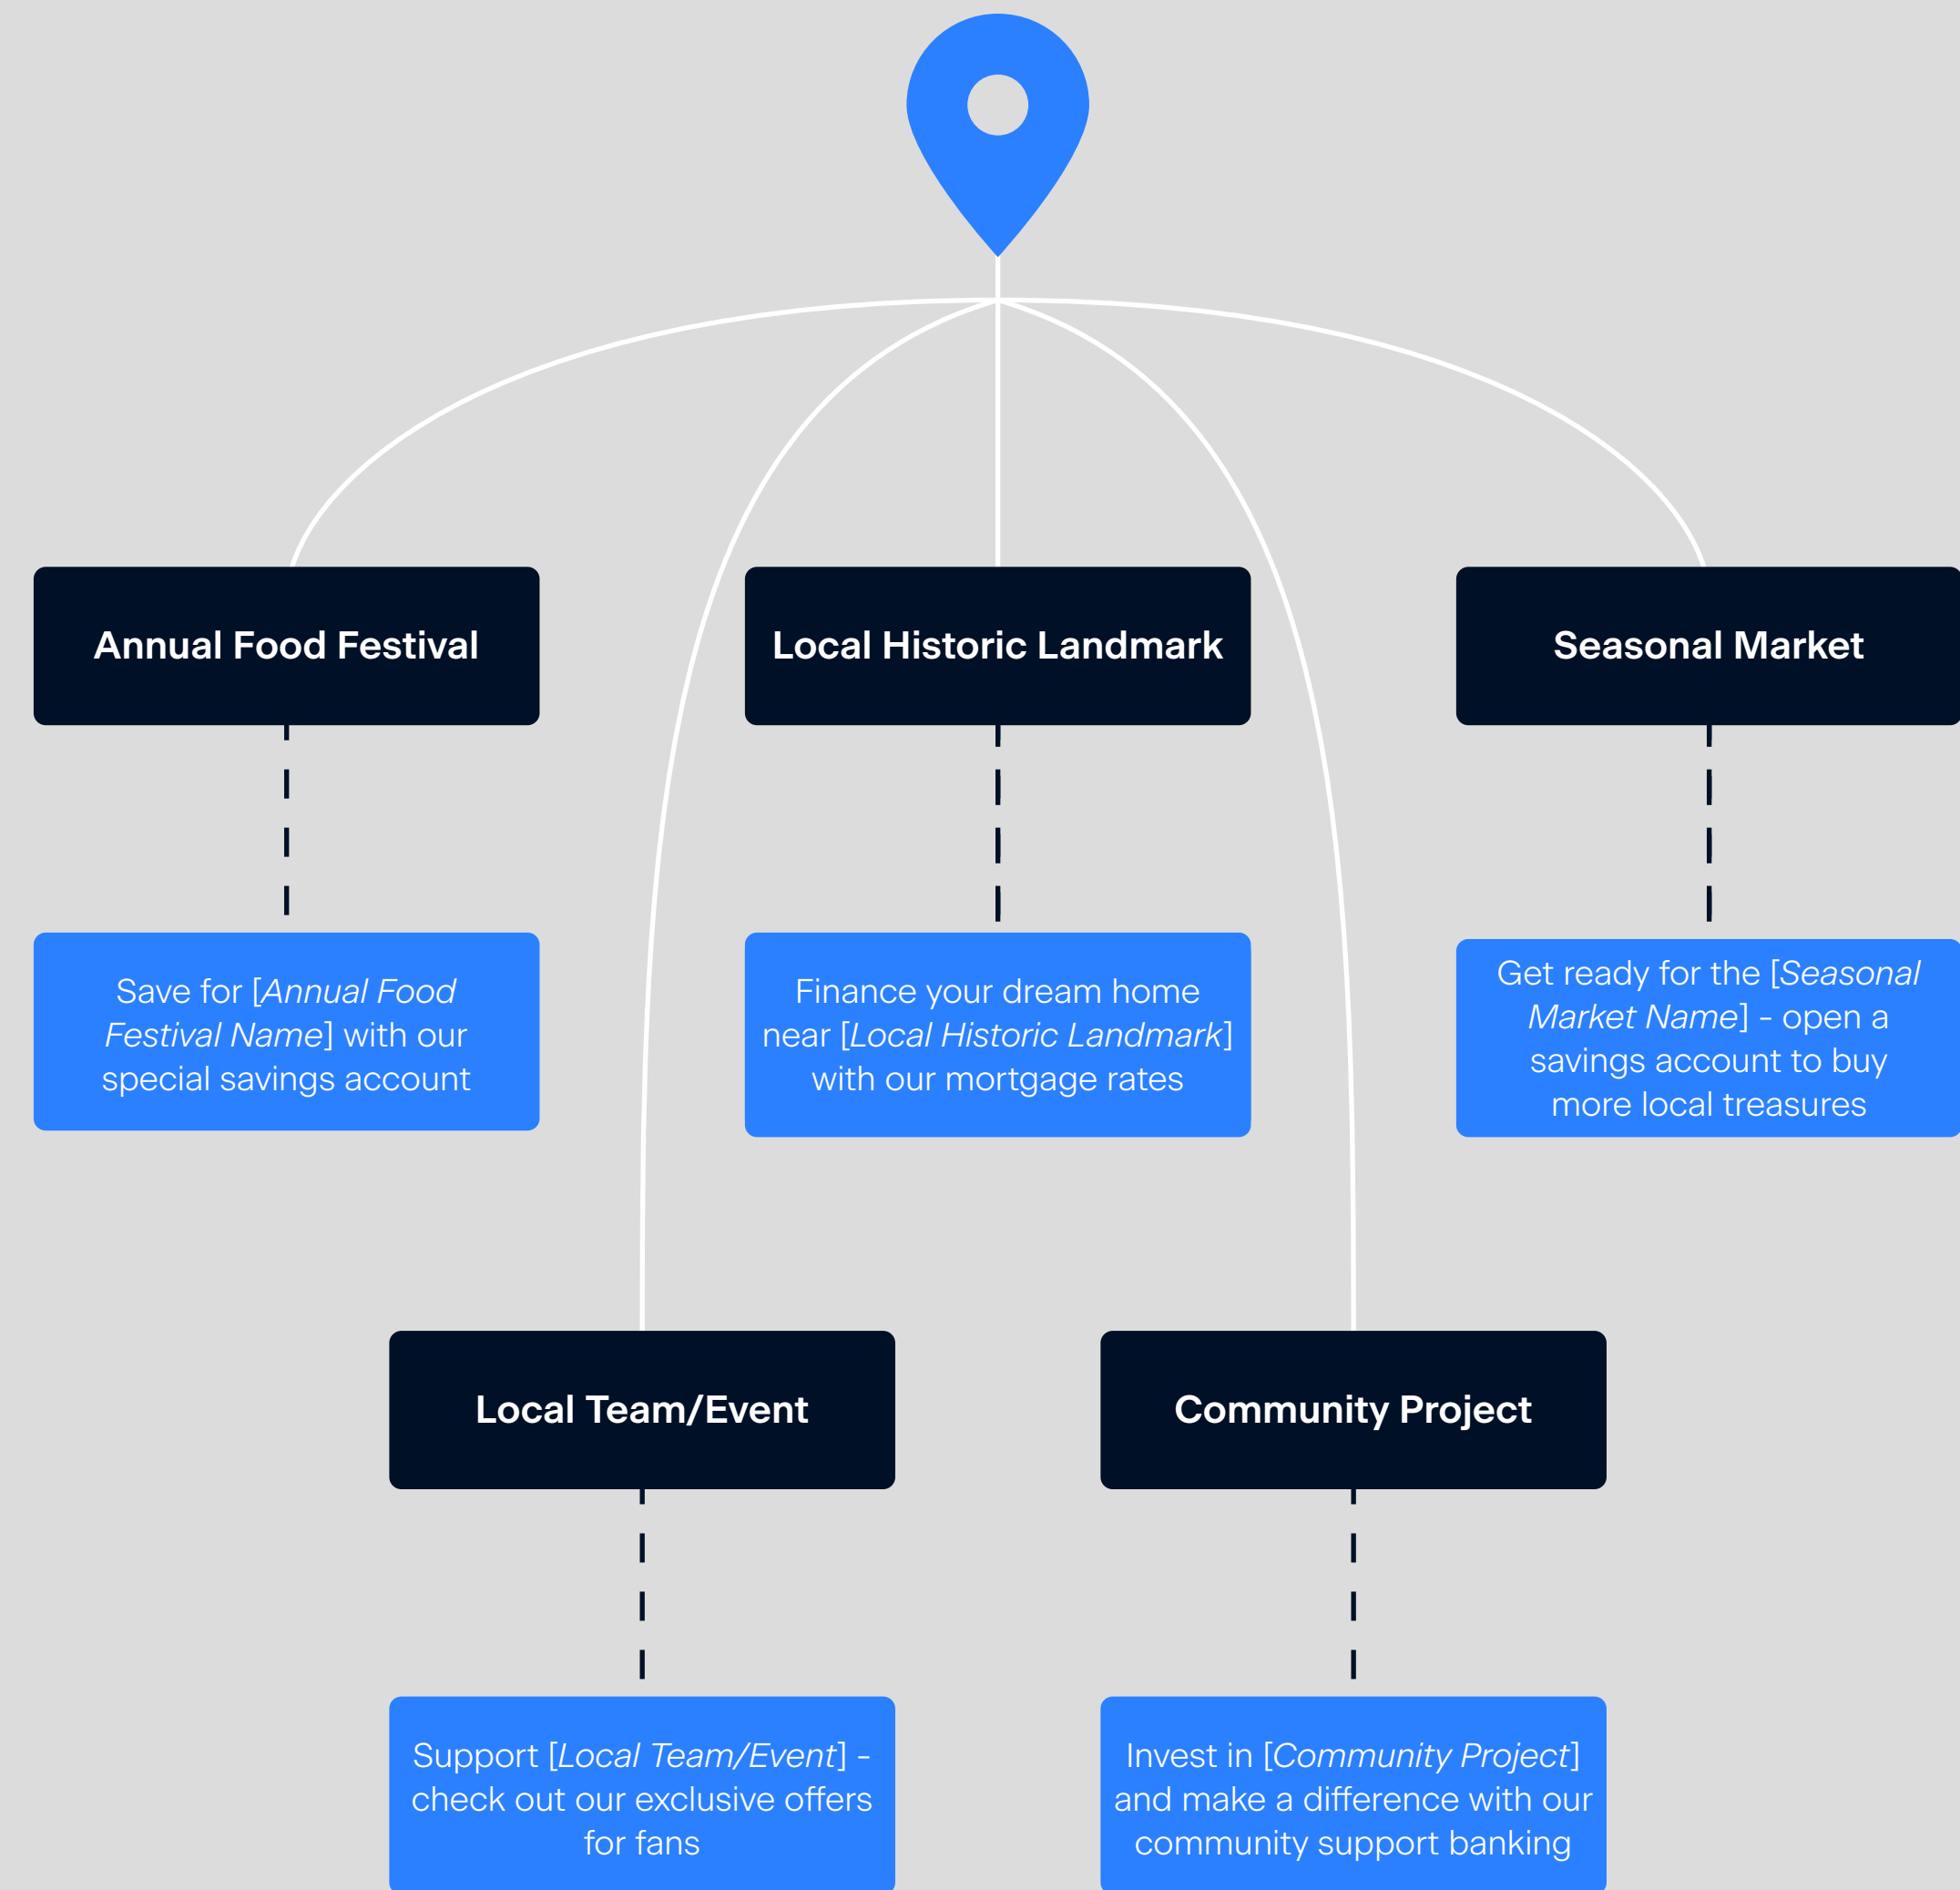 Annual Food Festival
Local Historic Landmark
Seasonal Market
Save for [Annual Food
Festival Name] with our
special savings account
Finance your dream home
near [Local Historic Landmark]
with our mortgage rates
Get ready for the [Seasonal
Market Name] - open a
savings account to buy
more local treasures
Local Team/Event
Community Project
Support [Local Team/Event] -
check out our exclusive offers
for fans
Invest in [Community Project]
and make a difference with our
community support banking